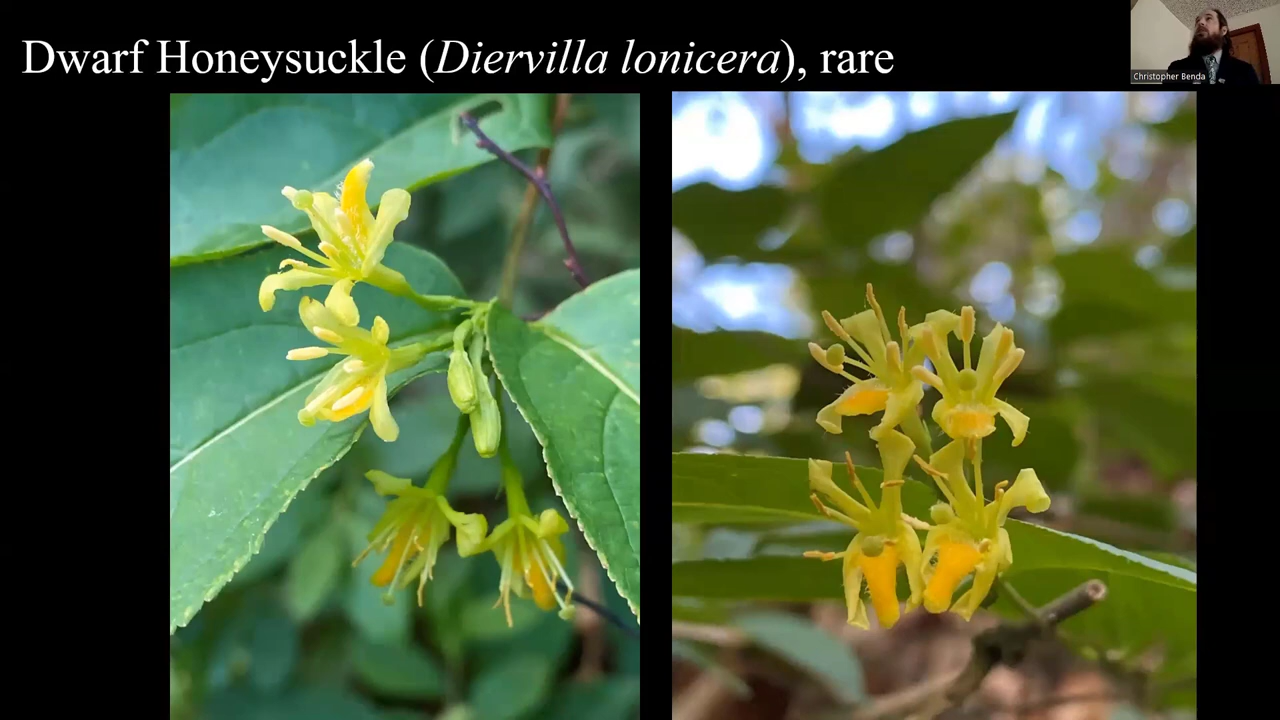 Dwarf Honeysuckle (Diervilla lonicera), rare
Christopher Benda